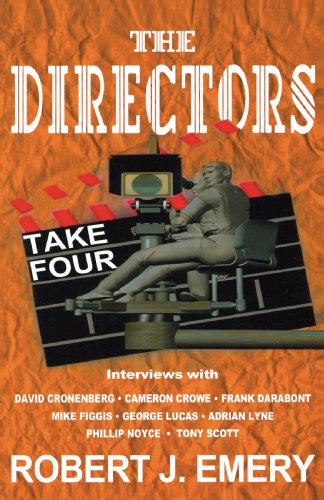 THE
DIRECTORS
TAKE
FOUR
Interviews with
DAVID CRONENBERG • CAMERON CROWE • FRANK DARABONT
MIKE FIGGIS • GEORGE LUCAS • ADRIAN LYNE
PHILLIP NOYCE • TONY SCOTT
ROBERT J. EMERY